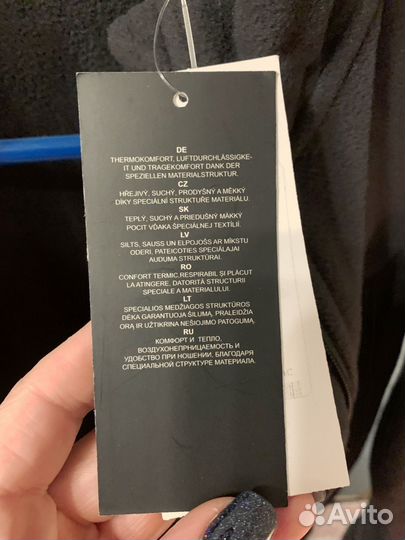 DE
THERMOKOMFORT, LUFTDURCHLÄSSIGKE-
IT UND TRAGEKOMFORT DANK DER
SPEZIELLEN MATERIALSTRUKTUR.
CZ
HŘEJIVÝ, SUCHÝ, PRODYŠNÝ A MĚKKÝ
DÍKY SPECIÁLNÍ STRUKTUŘE MATERIÁLU.
SK
TEPLÝ, SUCHÝ A PRIEDUŠNÝ MÄKKÝ
POCIT VĎAKA ŠPECIÁLNEJ TEXTÍLII.
LV
SILTS, SAUSS UN ELPOJOŠS AR MĪKSTU
ODERI, PATEICOTIES SPECIĀLAJAI
AUDUMA STRUKTŪRAI.
RO
CONFORT TERMIC,RESPIRABIL ȘI PLĂCUT
LA ATINGERE, DATORITĂ STRUCTURII
SPECIALE A MATERIALULUI.
LT
SPECIALIOS MEDŽIAGOS STRUKTŪROS
DĖKA GARANTUOJA ŠILUMĄ, PRALEIDŽIA
ORĄ IR UŽTIKRINA NEŠIOJIMO PATOGUMĄ.
RU
КОМФОРТ И ТЕПЛО,
ВОЗДУХОНЕПРНИЦАЕМОСТЬ И
УДОБСТВО ПРИ НОШЕНИИ, БЛАГОДАРЯ
СПЕЦИАЛЬНОЙ СТРУКТУРЕ МАТЕРИАЛА.
Avito